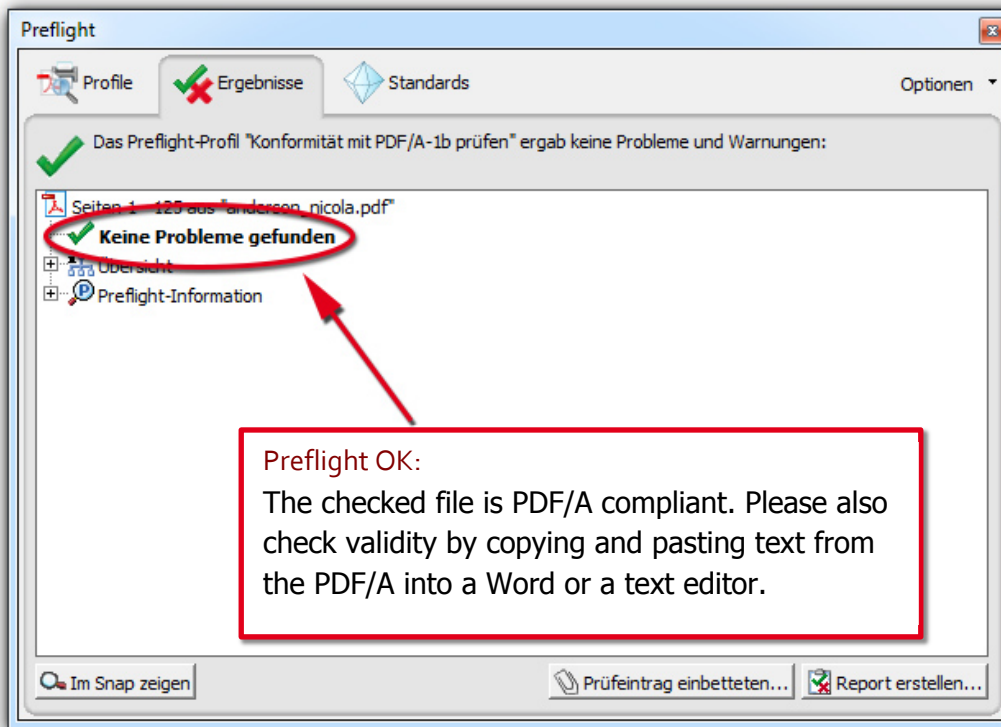 Preflight
Profile
Ergebnisse
Standards
Optionen
Das Preflight-Profil "Konformität mit PDF/A-1b prüfen" ergab keine Probleme und Warnungen:
Seiten 1 - 125 aus "anderson_nicola.pdf"
Keine Probleme gefunden
Übersicht
Preflight-Information
Preflight OK:
The checked file is PDF/A compliant. Please also
check validity by copying and pasting text from
the PDF/A into a Word or a text editor.
Im Snap zeigen
Prüfeintrag einbetteten...
Report erstellen...